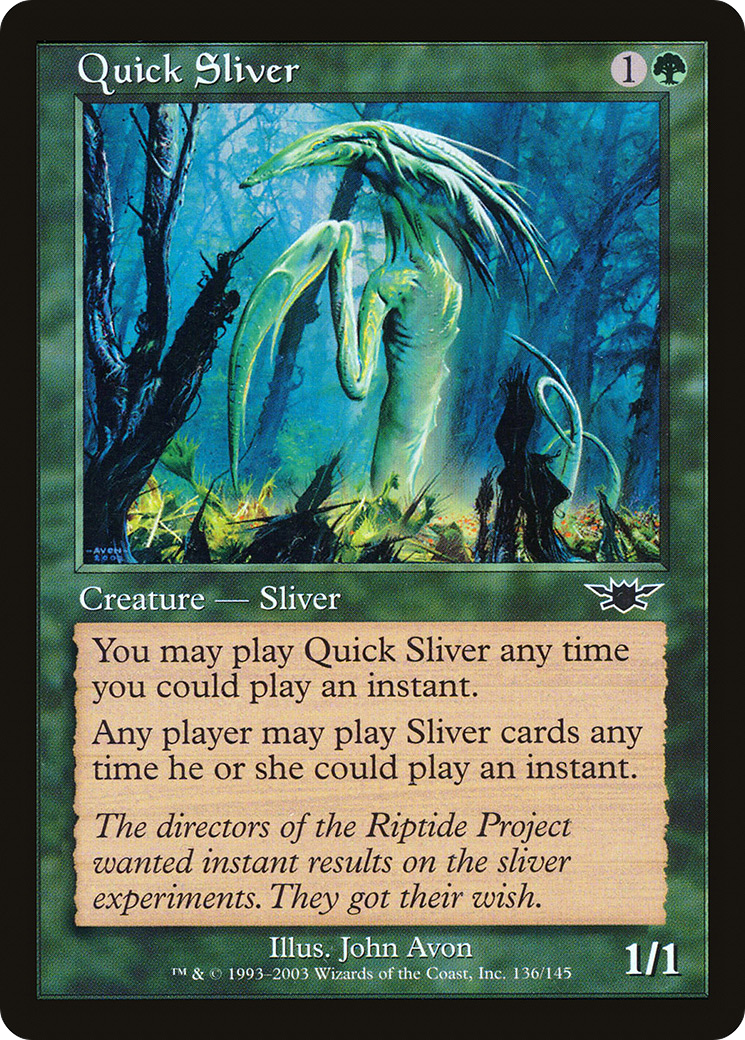 Quick Sliver
1
-AVON-
2002
Creature — Sliver
You may play Quick Sliver any time
you could play an instant.
Any player may play Sliver cards any
time he or she could play an instant.
The directors of the Riptide Project
wanted instant results on the sliver
experiments. They got their wish.
Illus. John Avon
™ & © 1993–2003 Wizards of the Coast, Inc. 136/145
1/1